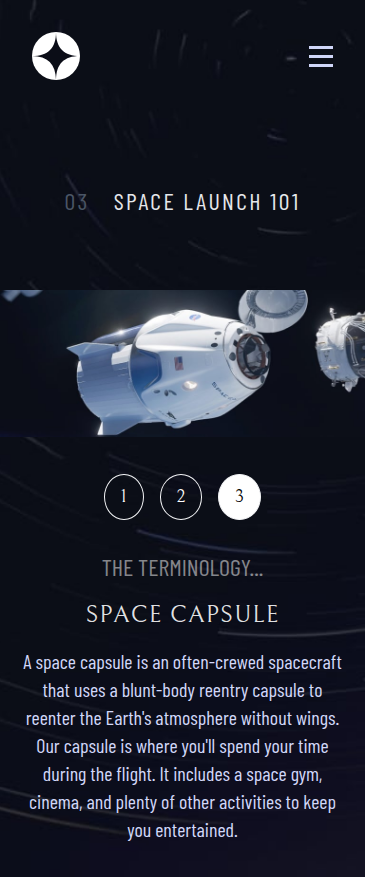 03 SPACE LAUNCH 101
1 2 3
THE TERMINOLOGY...
SPACE CAPSULE
A space capsule is an often-crewed spacecraft
that uses a blunt-body reentry capsule to
reenter the Earth's atmosphere without wings.
Our capsule is where you'll spend your time
during the flight. It includes a space gym,
cinema, and plenty of other activities to keep
you entertained.